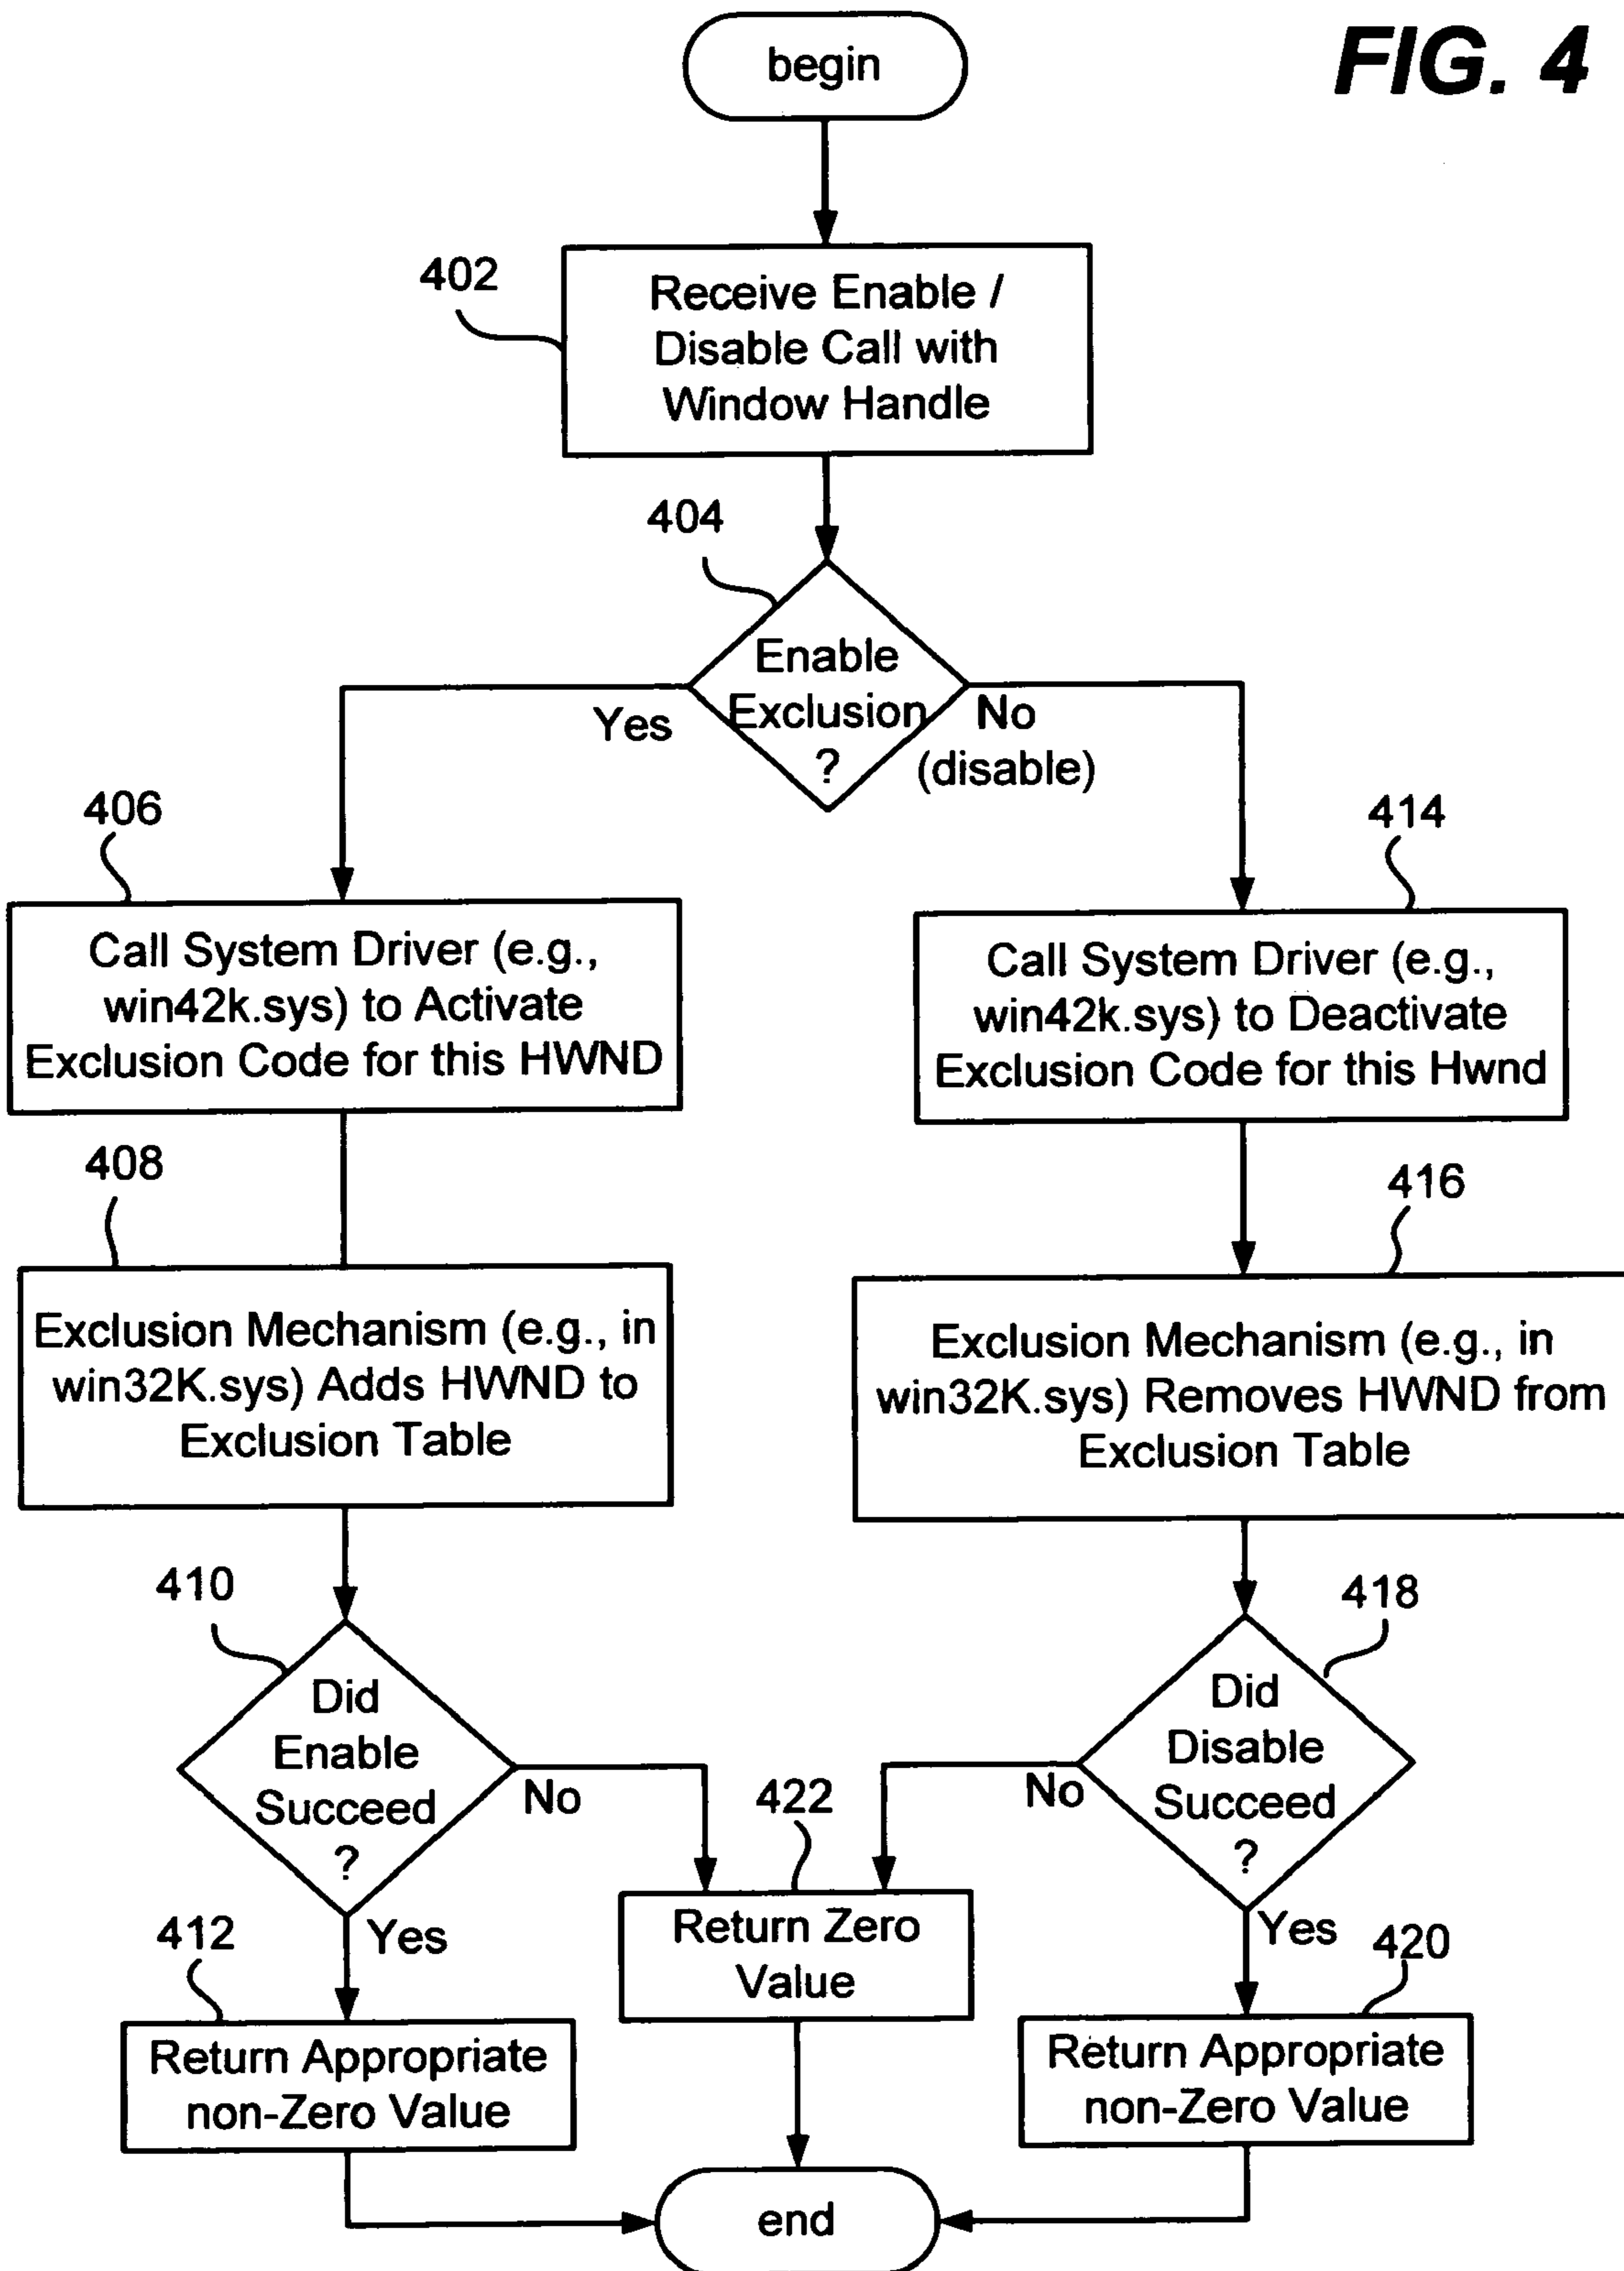 FIG. 4
begin
402
Receive Enable /
Disable Call with
Window Handle
404
Enable
Exclusion
?
Yes
No
(disable)
406
Call System Driver (e.g.,
win42k.sys) to Activate
Exclusion Code for this HWND
414
Call System Driver (e.g.,
win42k.sys) to Deactivate
Exclusion Code for this Hwnd
408
Exclusion Mechanism (e.g., in
win32K.sys) Adds HWND to
Exclusion Table
416
Exclusion Mechanism (e.g., in
win32K.sys) Removes HWND from
Exclusion Table
410
Did
Enable
Succeed
?
No
Yes
418
Did
Disable
Succeed
?
No
Yes
422
Return Zero
Value
412
Return Appropriate
non-Zero Value
420
Return Appropriate
non-Zero Value
end